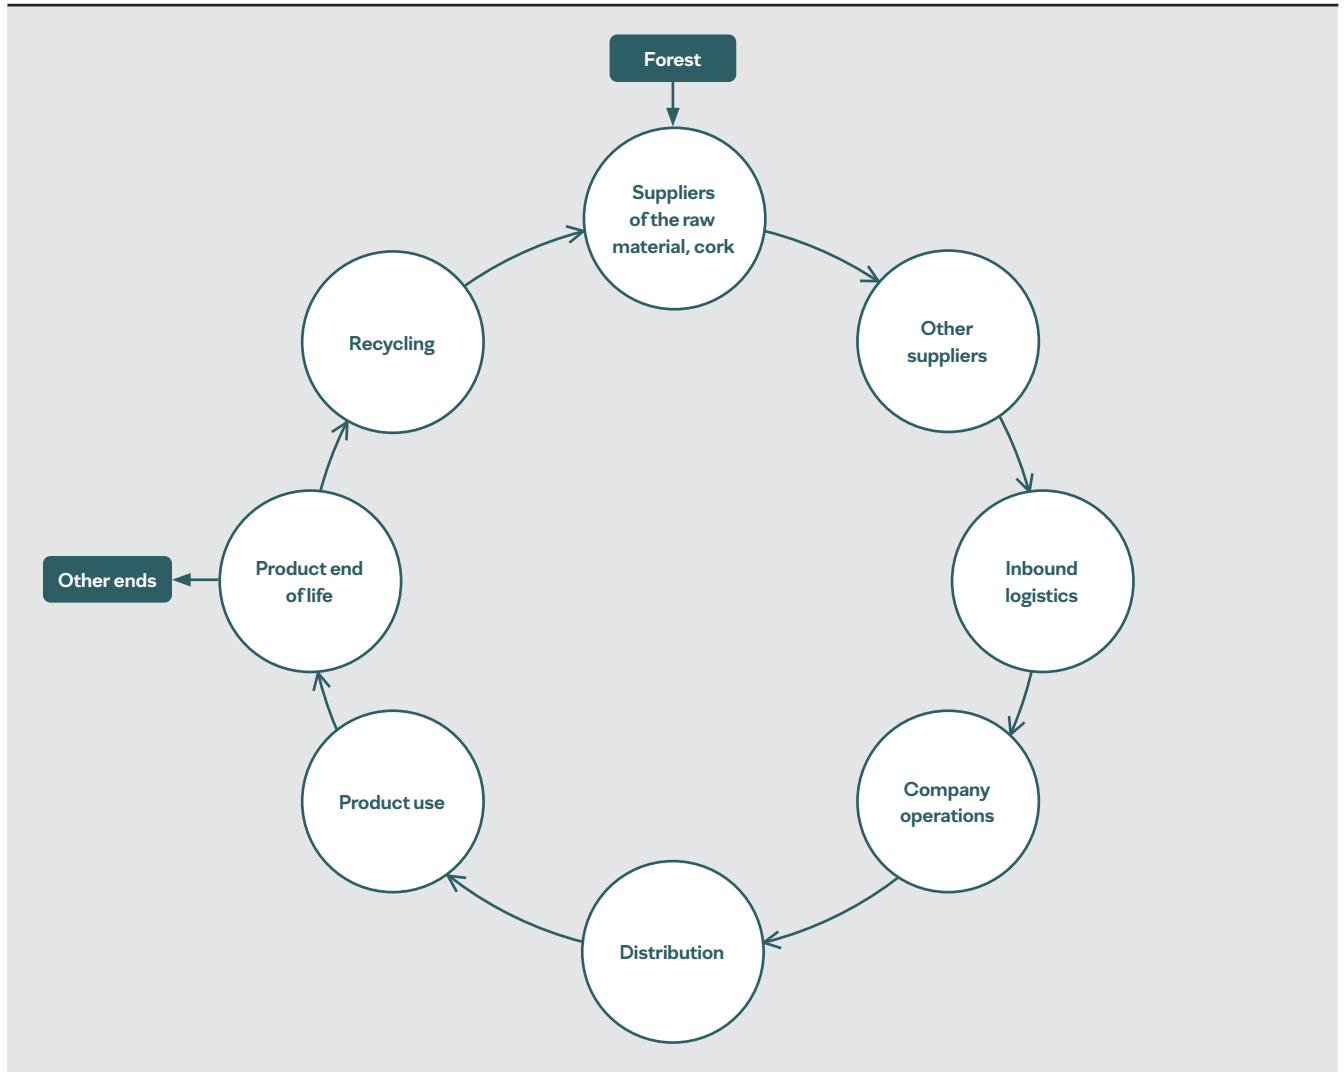 Forest
Suppliers
of the raw
material, cork
Other
suppliers
Inbound
logistics
Company
operations
Distribution
Product use
Product end
of life
Other ends
Recycling